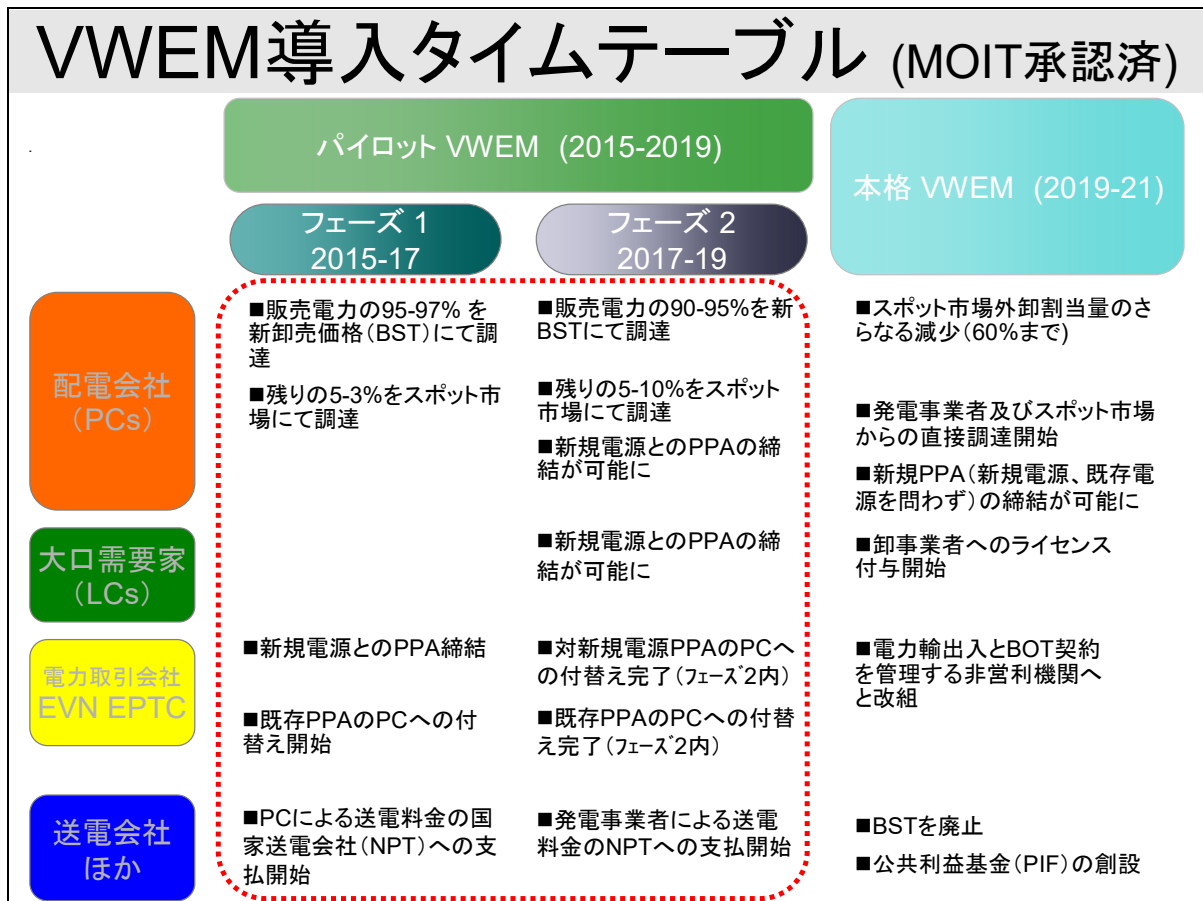 VWEM導入タイムテーブル (MOIT承認済)
パイロット VWEM (2015-2019)
本格 VWEM (2019-21)
フェーズ 1
2015-17
フェーズ 2
2017-19
配電会社
(PCs)
■販売電力の95-97% を
新卸売価格(BST)にて調
達
■残りの5-3%をスポット市
場にて調達
■販売電力の90-95%を新
BSTにて調達
■残りの5-10%をスポット
市場にて調達
■新規電源とのPPAの締
結が可能に
■スポット市場外卸割当量のさ
らなる減少(60%まで)
■発電事業者及びスポット市場
からの直接調達開始
■新規PPA(新規電源、既存電
源を問わず)の締結が可能に
大口需要家
(LCs)
■新規電源とのPPAの締
結が可能に
■卸事業者へのライセンス
付与開始
電力取引会社
EVN EPTC
■新規電源とのPPA締結
■既存PPAのPCへの付
替え開始
■対新規電源PPAのPCへ
の付替え完了(フェーズ2内)
■既存PPAのPCへの付替
え完了(フェーズ2内)
■電力輸出入とBOT契約
を管理する非営利機関へ
と改組
送電会社
ほか
■PCによる送電料金の国
家送電会社(NPT)への支
払開始
■発電事業者による送電
料金のNPTへの支払開始
■BSTを廃止
■公共利益基金(PIF)の創設